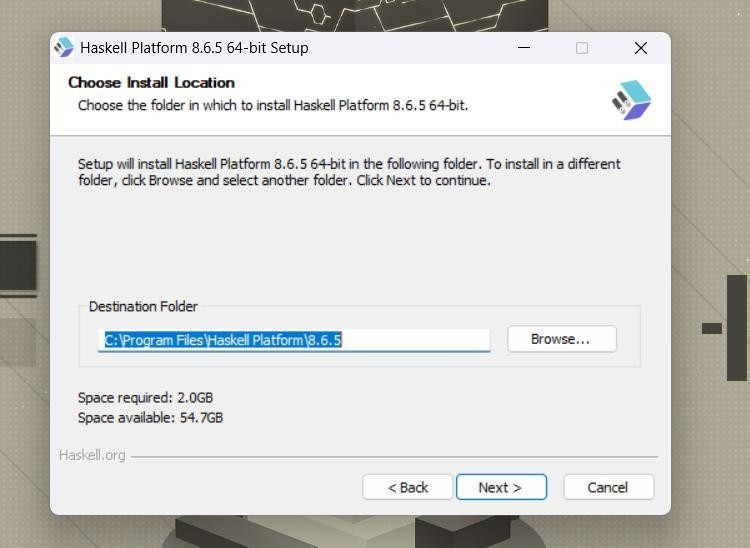 Haskell Platform 8.6.5 64-bit Setup
Choose Install Location
Choose the folder in which to install Haskell Platform 8.6.5 64-bit.
Setup will install Haskell Platform 8.6.5 64-bit in the following folder. To install in a different
folder, click Browse and select another folder. Click Next to continue.
Destination Folder
C:\Program Files\Haskell Platform\8.6.5
Browse...
Space required: 2.0GB
Space available: 54.7GB
Haskell.org
< Back
Next >
Cancel